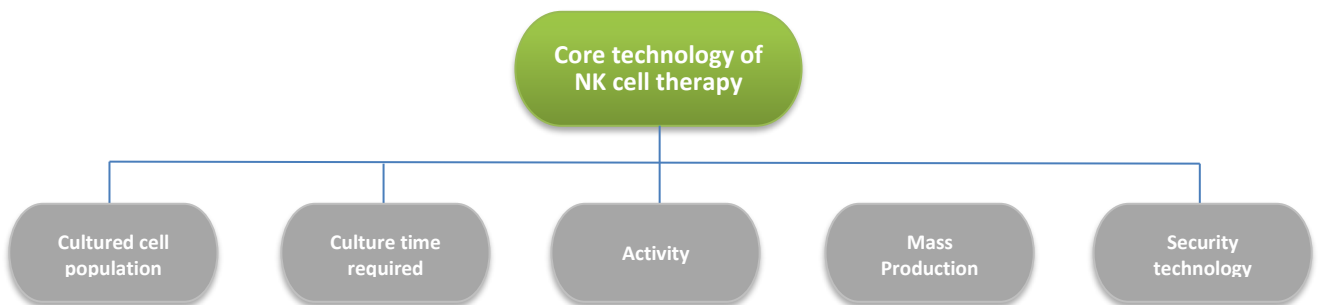 Core technology of
NK cell therapy
Cultured cell
population
Culture time
required
Activity
Mass
Production
Security
technology